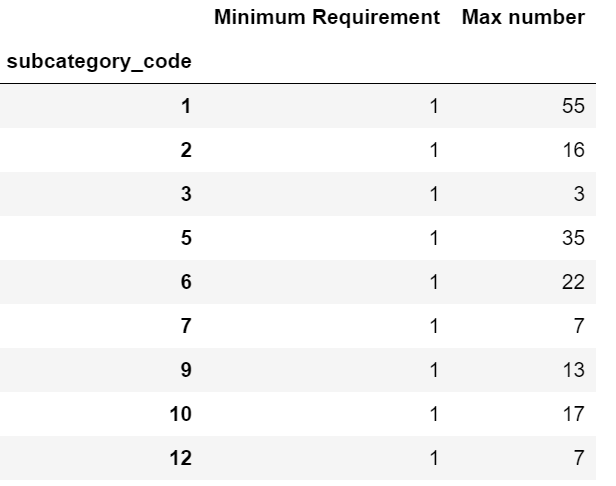 Minimum Requirement Max number
subcategory_code
1 1 55
2 1 16
3 1 3
5 1 35
6 1 22
7 1 7
9 1 13
10 1 17
12 1 7